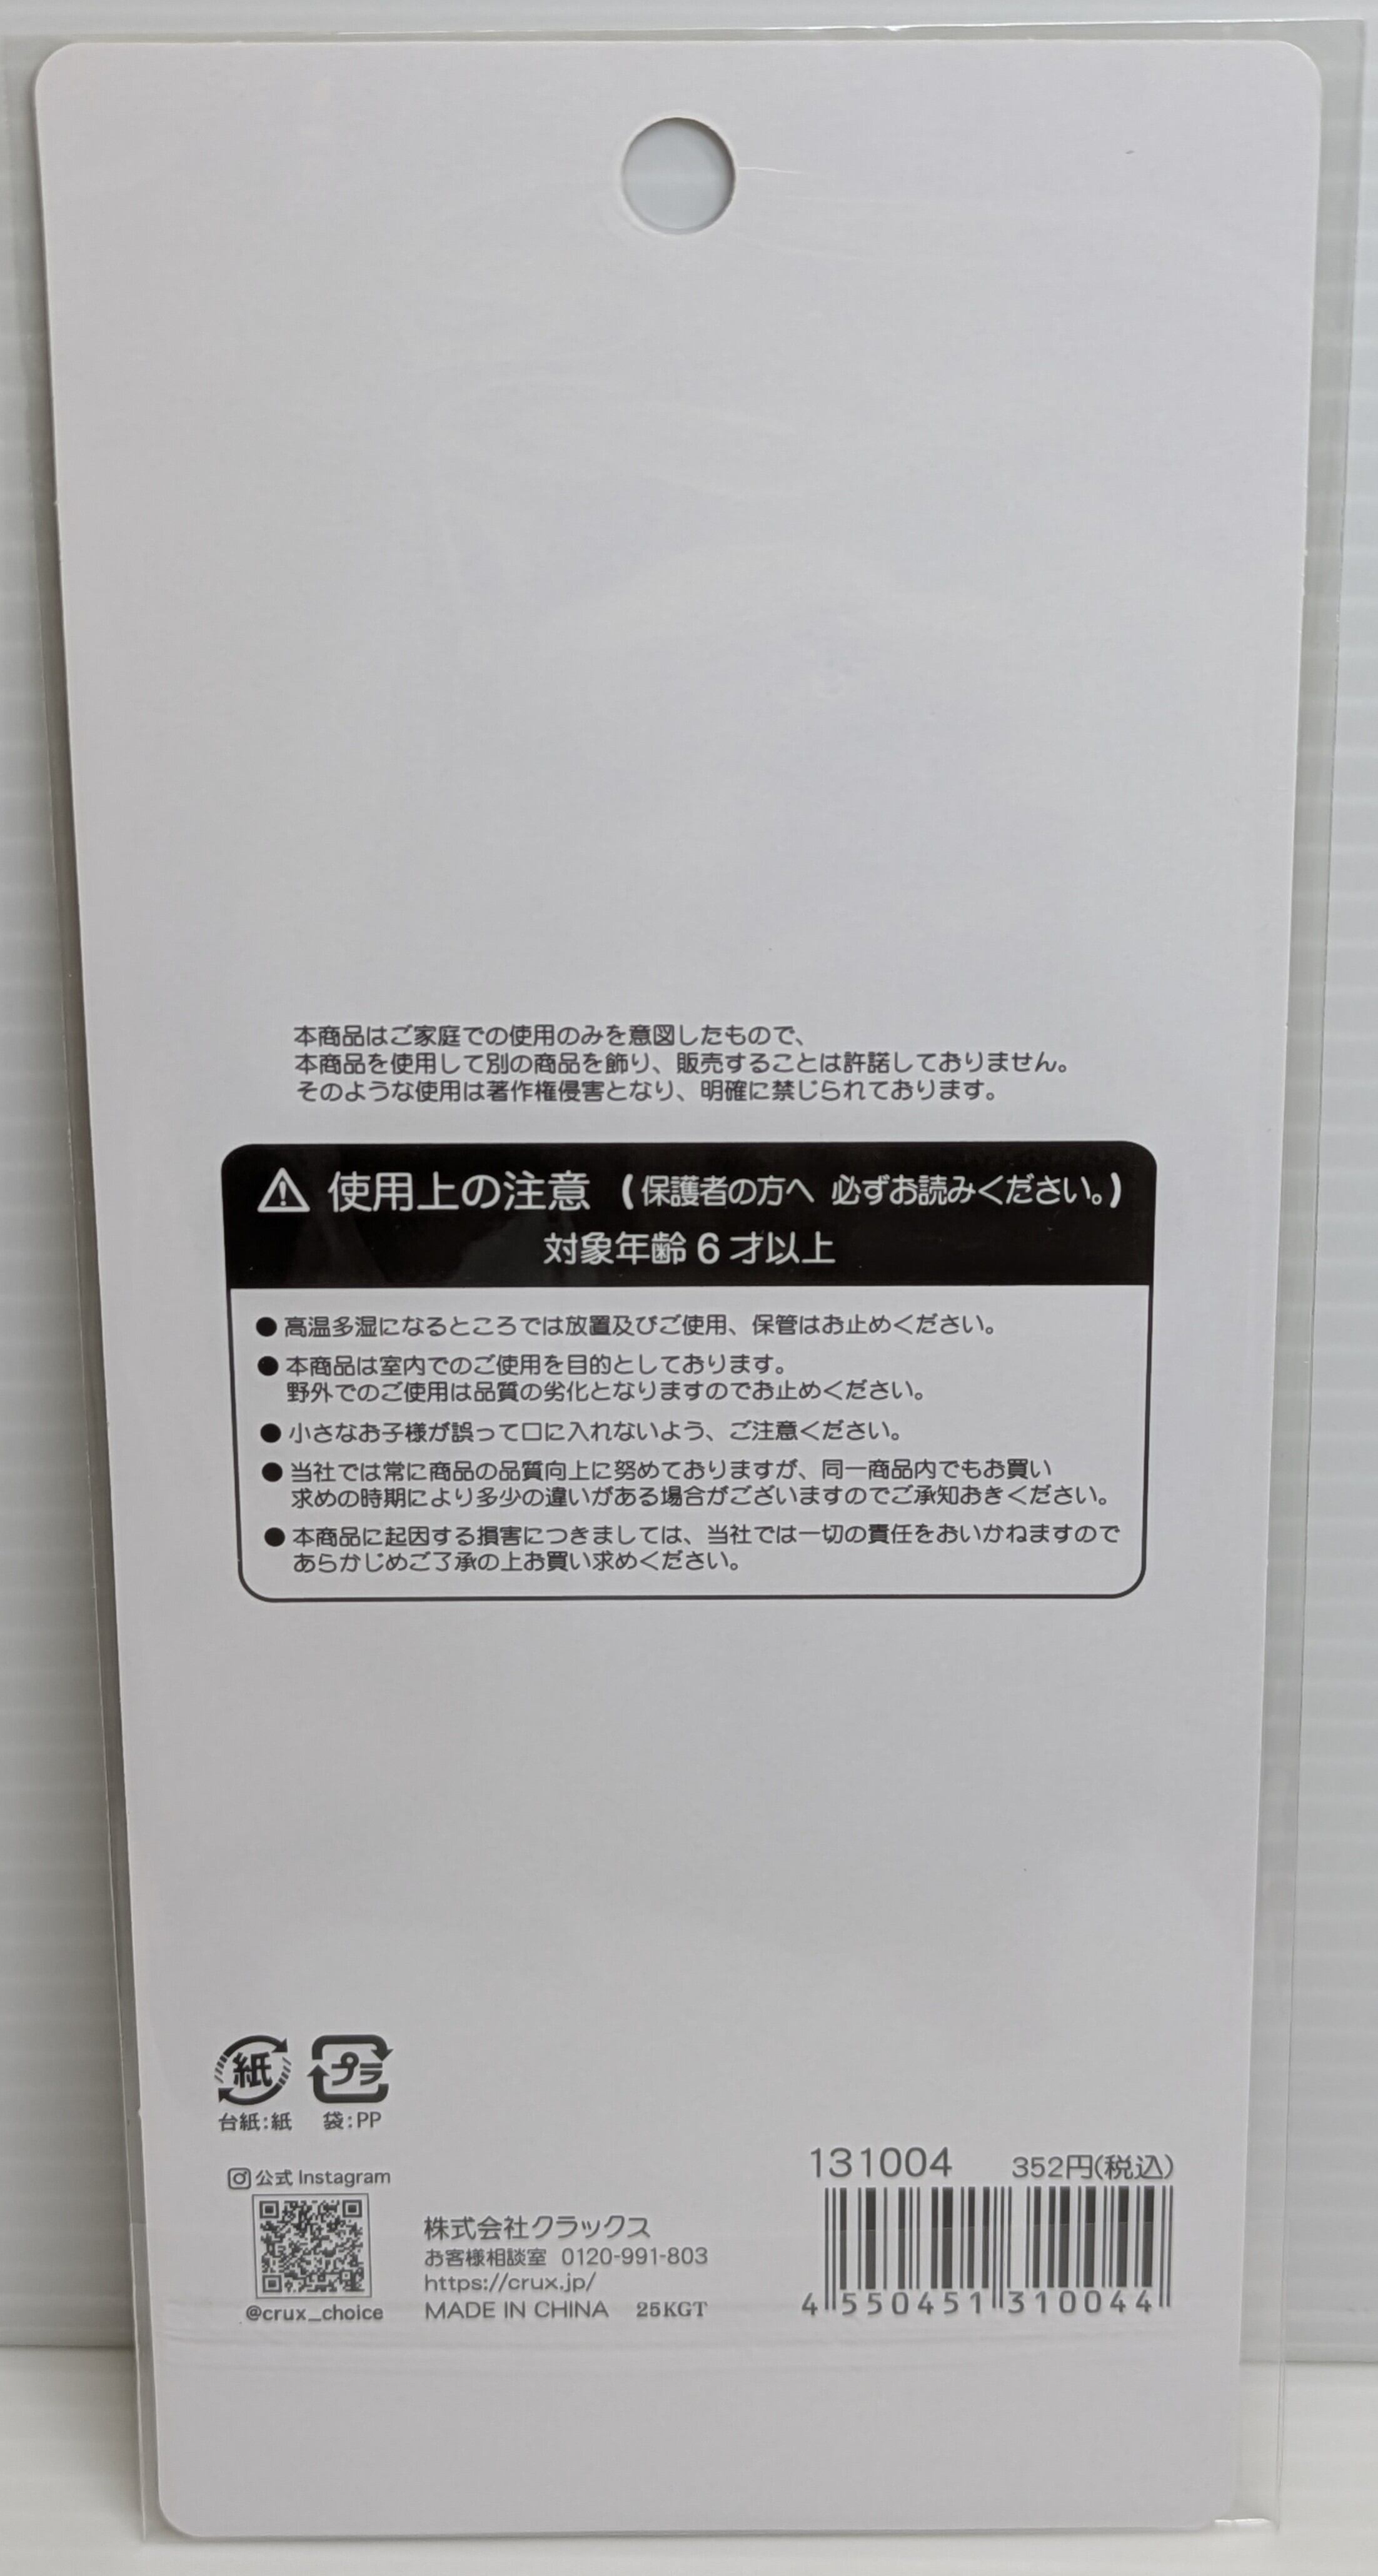 本商品はご家庭での使用のみを意図したもので、
本商品を使用して別の商品を飾り、販売することは許諾しておりません。
そのような使用は著作権侵害となり、明確に禁じられております。
使用上の注意 (保護者の方へ 必ずお読みください。)
対象年齢6才以上
●高温多湿になるところでは放置及びご使用、保管はお止めください。
●本商品は室内でのご使用を目的としております。
野外でのご使用は品質の劣化となりますのでお止めください。
●小さなお子様が誤って口に入れないよう、ご注意ください。
●当社では常に商品の品質向上に努めておりますが、同一商品内でもお買い
求めの時期により多少の違いがある場合がございますのでご承知おきください。
●本商品に起因する損害につきましては、当社では一切の責任をおいかねますので
あらかじめご了承の上お買い求めください。
紙 プラ
台紙:紙 袋:PP
公式 Instagram
@crux_choice
株式会社クラックス
お客様相談室 0120-991-803
https://crux.jp/
MADE IN CHINA 25KGT
131004 352円(税込)
4 550451 310044